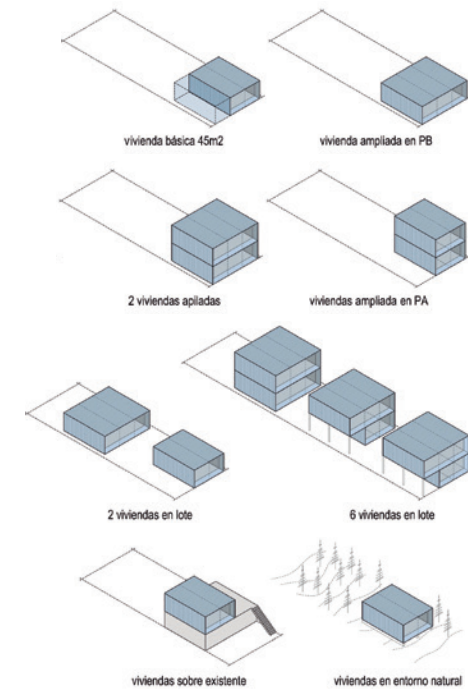 vivienda básica 45m2
vivienda ampliada en PB
2 viviendas apiladas
viviendas ampliada en PA
2 viviendas en lote
6 viviendas en lote
viviendas sobre existente
viviendas en entorno natural